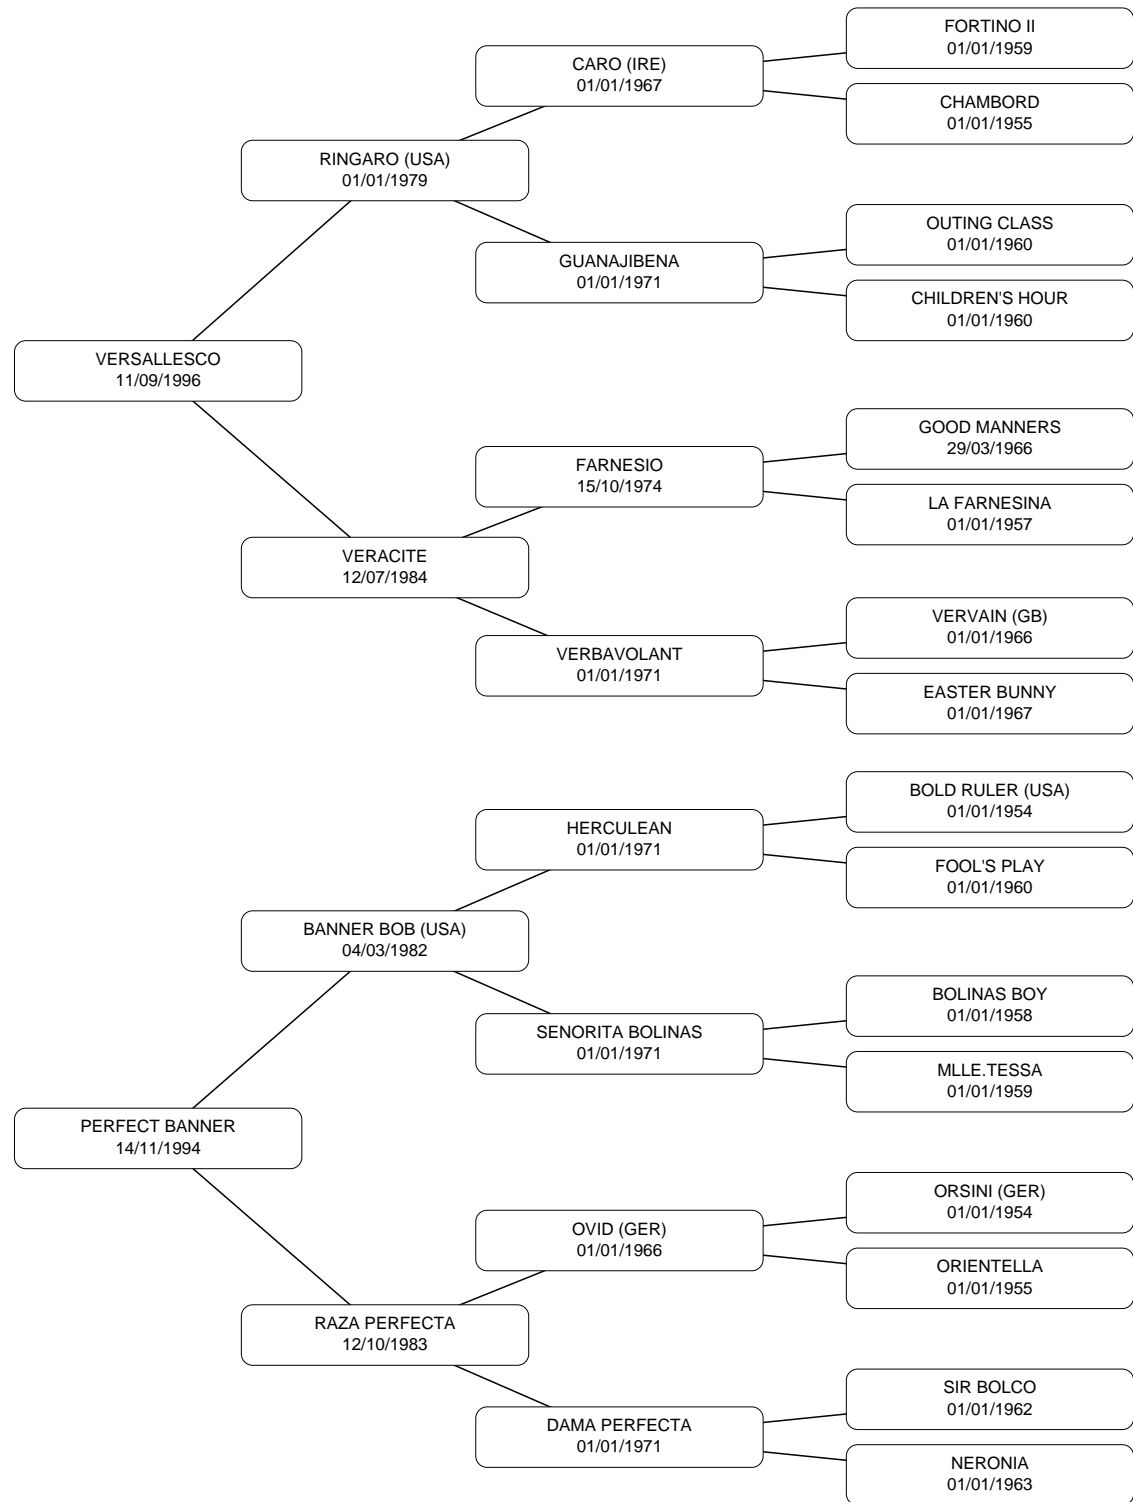 FORTINO II
01/01/1959
CARO (IRE)
01/01/1967
CHAMBORD
01/01/1955
RINGARO (USA)
01/01/1979
OUTING CLASS
01/01/1960
GUANAJIBENA
01/01/1971
CHILDREN'S HOUR
01/01/1960
VERSALLESCO
11/09/1996
GOOD MANNERS
29/03/1966
FARNESIO
15/10/1974
LA FARNESINA
01/01/1957
VERACITE
12/07/1984
VERVAIN (GB)
01/01/1966
VERBAVOLANT
01/01/1971
EASTER BUNNY
01/01/1967
BOLD RULER (USA)
01/01/1954
HERCULEAN
01/01/1971
FOOL'S PLAY
01/01/1960
BANNER BOB (USA)
04/03/1982
BOLINAS BOY
01/01/1958
SENORITA BOLINAS
01/01/1971
MLLE.TESSA
01/01/1959
PERFECT BANNER
14/11/1994
ORSINI (GER)
01/01/1954
OVID (GER)
01/01/1966
ORIENTELLA
01/01/1955
RAZA PERFECTA
12/10/1983
SIR BOLCO
01/01/1962
DAMA PERFECTA
01/01/1971
NERONIA
01/01/1963